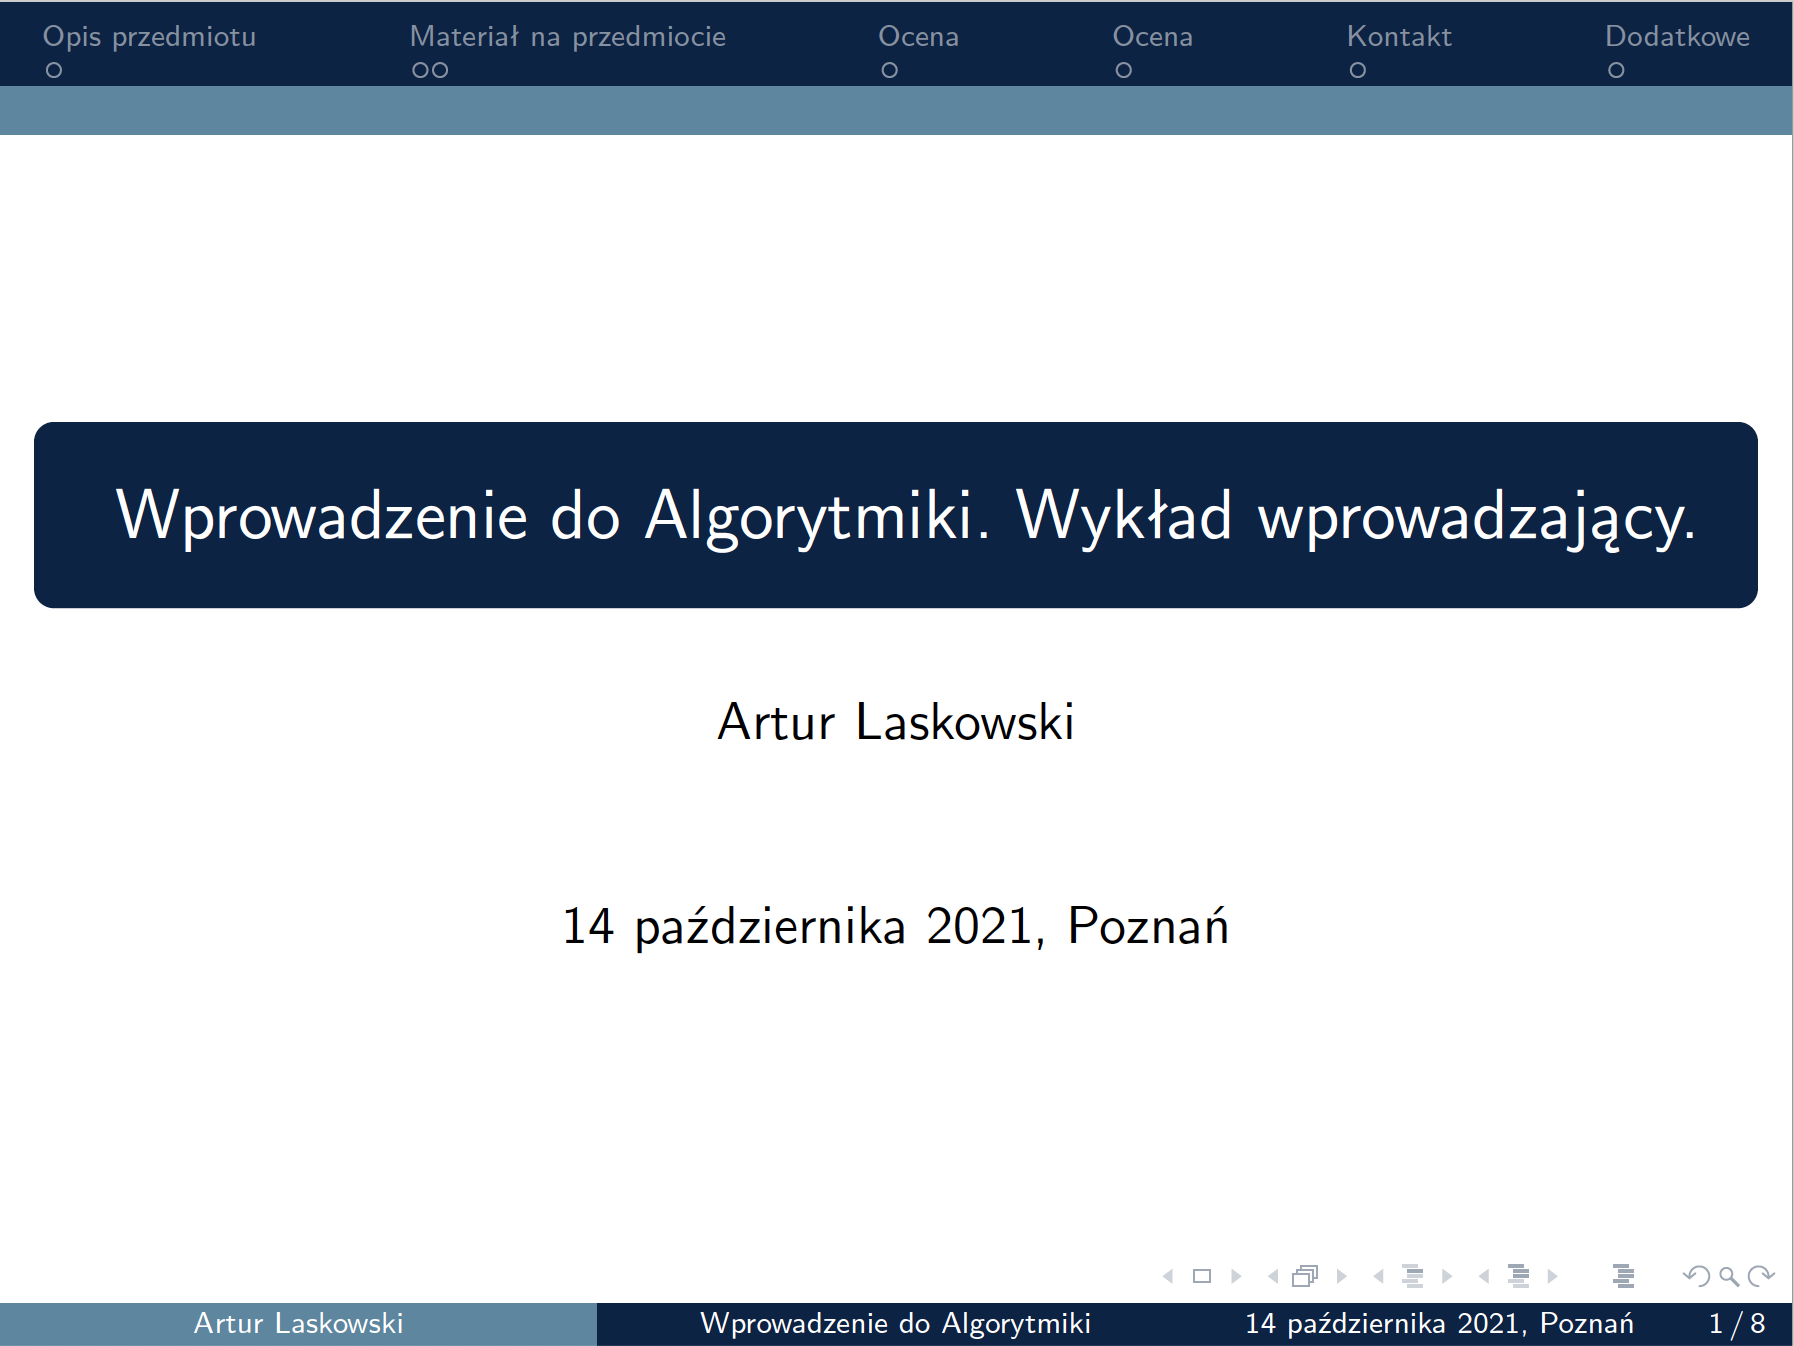 Opis przedmiotu Materiał na przedmiocie Ocena Ocena Kontakt Dodatkowe
Wprowadzenie do Algorytmiki. Wykład wprowadzający.
Artur Laskowski
14 października 2021, Poznań
Artur Laskowski Wprowadzenie do Algorytmiki 14 października 2021, Poznań 1 / 8